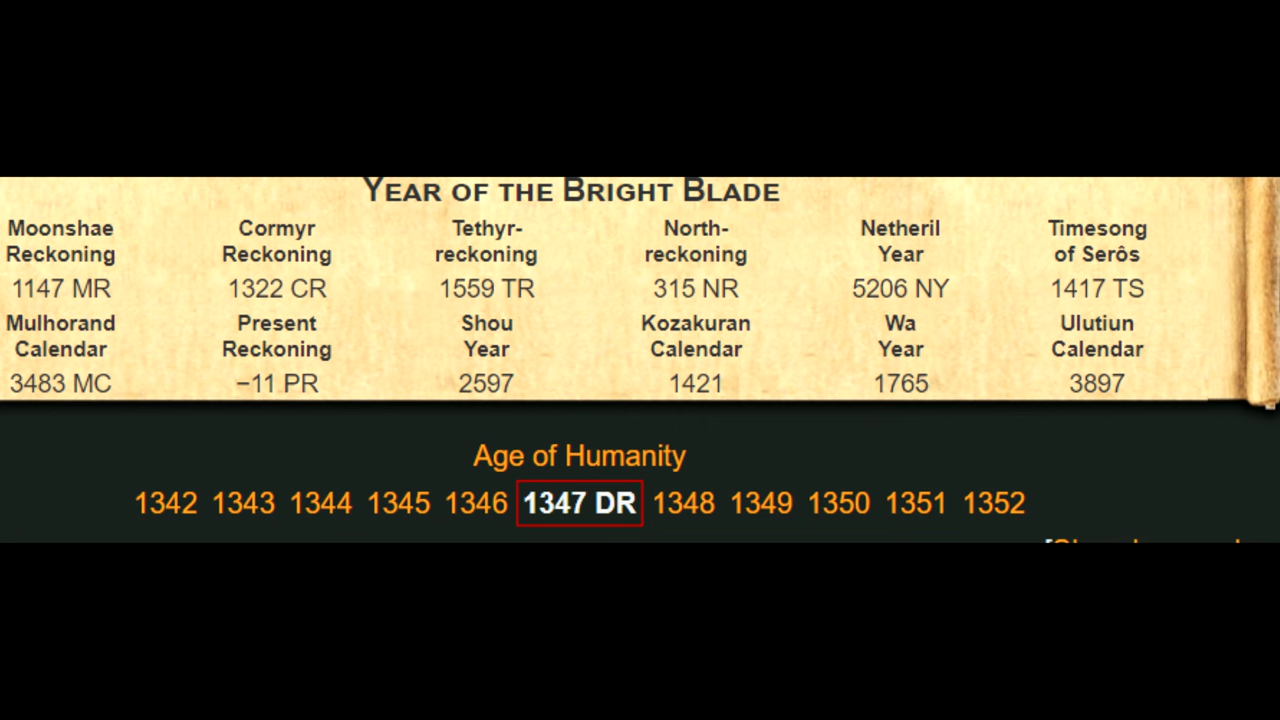 YEAR OF THE BRIGHT BLADE
Moonshae Cormyr Tethyr- North- Netheril Timesong
Reckoning Reckoning reckoning reckoning Year of Serôs
1147 MR 1322 CR 1559 TR 315 NR 5206 NY 1417 TS
Mulhorand Present Shou Kozakuran Wa Ulutiun
Calendar Reckoning Year Calendar Year Calendar
3483 MC −11 PR 2597 1421 1765 3897
Age of Humanity
1342 1343 1344 1345 1346 1347 DR 1348 1349 1350 1351 1352